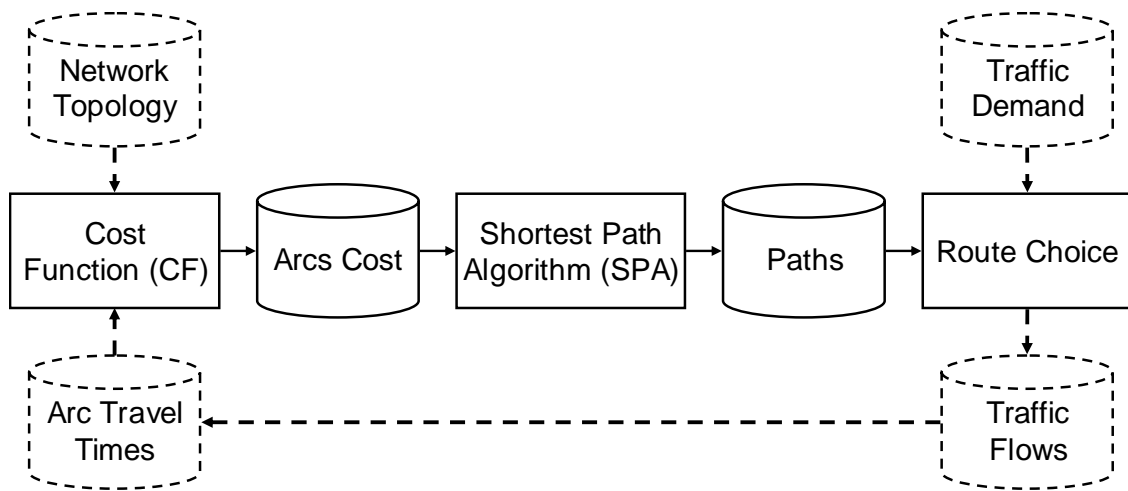 Network
Topology
Traffic
Demand
Cost
Function (CF)
Arcs Cost
Shortest Path
Algorithm (SPA)
Paths
Route Choice
Arc Travel
Times
Traffic
Flows